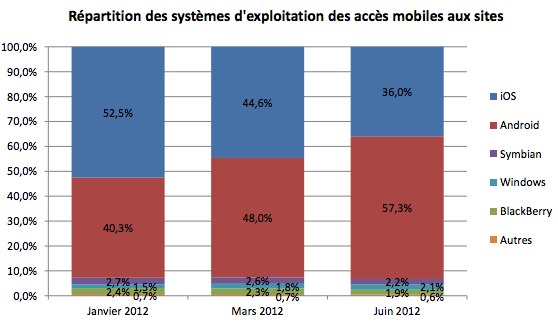 Répartition des systèmes d'exploitation des accès mobiles aux sites
100,0%
90,0%
80,0%
70,0%
60,0%
50,0%
40,0%
30,0%
20,0%
10,0%
0,0%
52,5%
40,3%
2,7%
1,5%
2,4%
0,7%
44,6%
48,0%
2,6%
1,8%
2,3%
0,7%
36,0%
57,3%
2,2%
2,1%
1,9%
0,6%
Janvier 2012
Mars 2012
Juin 2012
iOS
Android
Symbian
Windows
BlackBerry
Autres